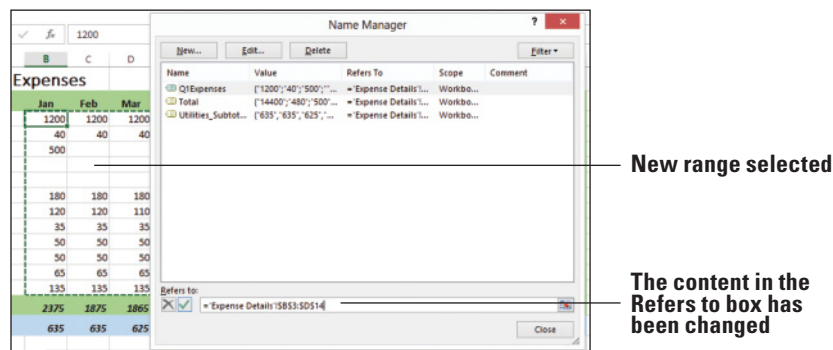 Name Manager
?
1200
New... Edit... Delete Filter
B C D
Name Value Refers To Scope Comment
Expenses
Q1Expenses {"1200";"40";"500";""... ='Expense Details'!... Workbo...
Jan Feb Mar
Total {"14400";"480";"500"... ='Expense Details'!... Workbo...
1200 1200 1200
Utilities_Subtot... {"635","635","625","... ='Expense Details'!... Workbo...
40 40 40
500
New range selected
180 180 180
120 120 110
35 35 35
50 50 50
50 50 50
65 65 65
135 135 135
Refers to:
='Expense Details'!$B$3:$D$14
2375 1875 1865
635 635 625
Close
The content in the
Refers to box has
been changed